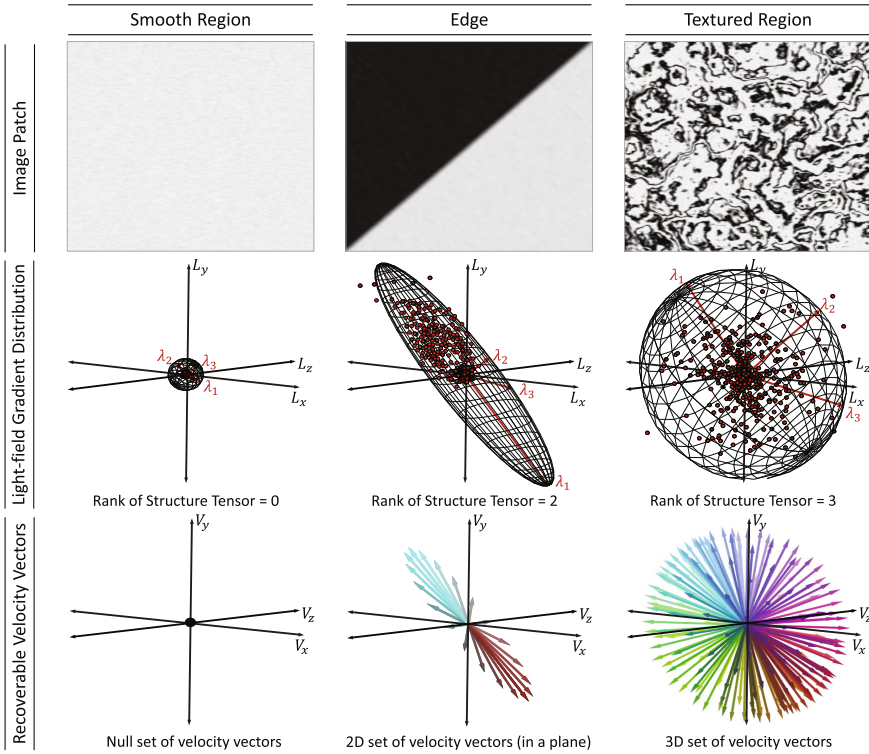 Smooth Region
Edge
Textured Region
Image Patch
Light-field Gradient Distribution
L_y
L_z
L_x
λ_2
λ_3
λ_1
Rank of Structure Tensor = 0
λ_2
λ_3
λ_1
Rank of Structure Tensor = 2
L_y
L_z
L_x
λ_1
λ_2
λ_3
Rank of Structure Tensor = 3
Recoverable Velocity Vectors
V_y
V_z
V_x
Null set of velocity vectors
V_y
V_z
V_x
2D set of velocity vectors (in a plane)
V_y
V_z
V_x
3D set of velocity vectors